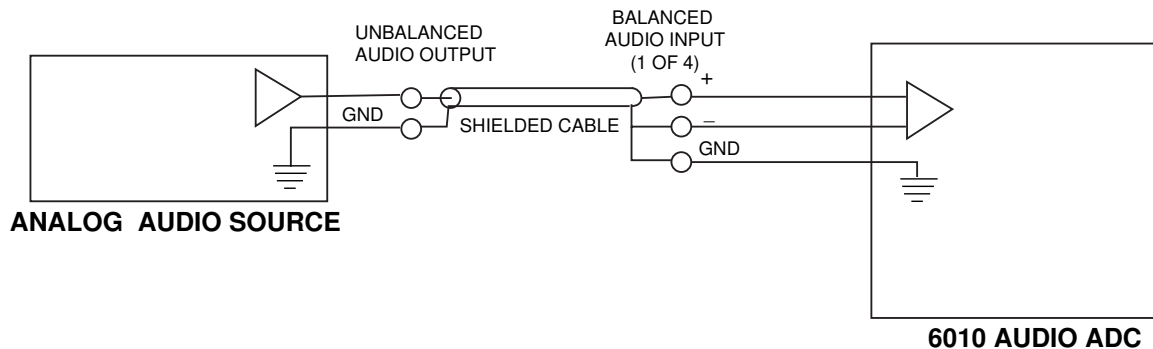 UNBALANCED
AUDIO OUTPUT
BALANCED
AUDIO INPUT
(1 OF 4)
+
GND
SHIELDED CABLE
–
GND
ANALOG AUDIO SOURCE
6010 AUDIO ADC